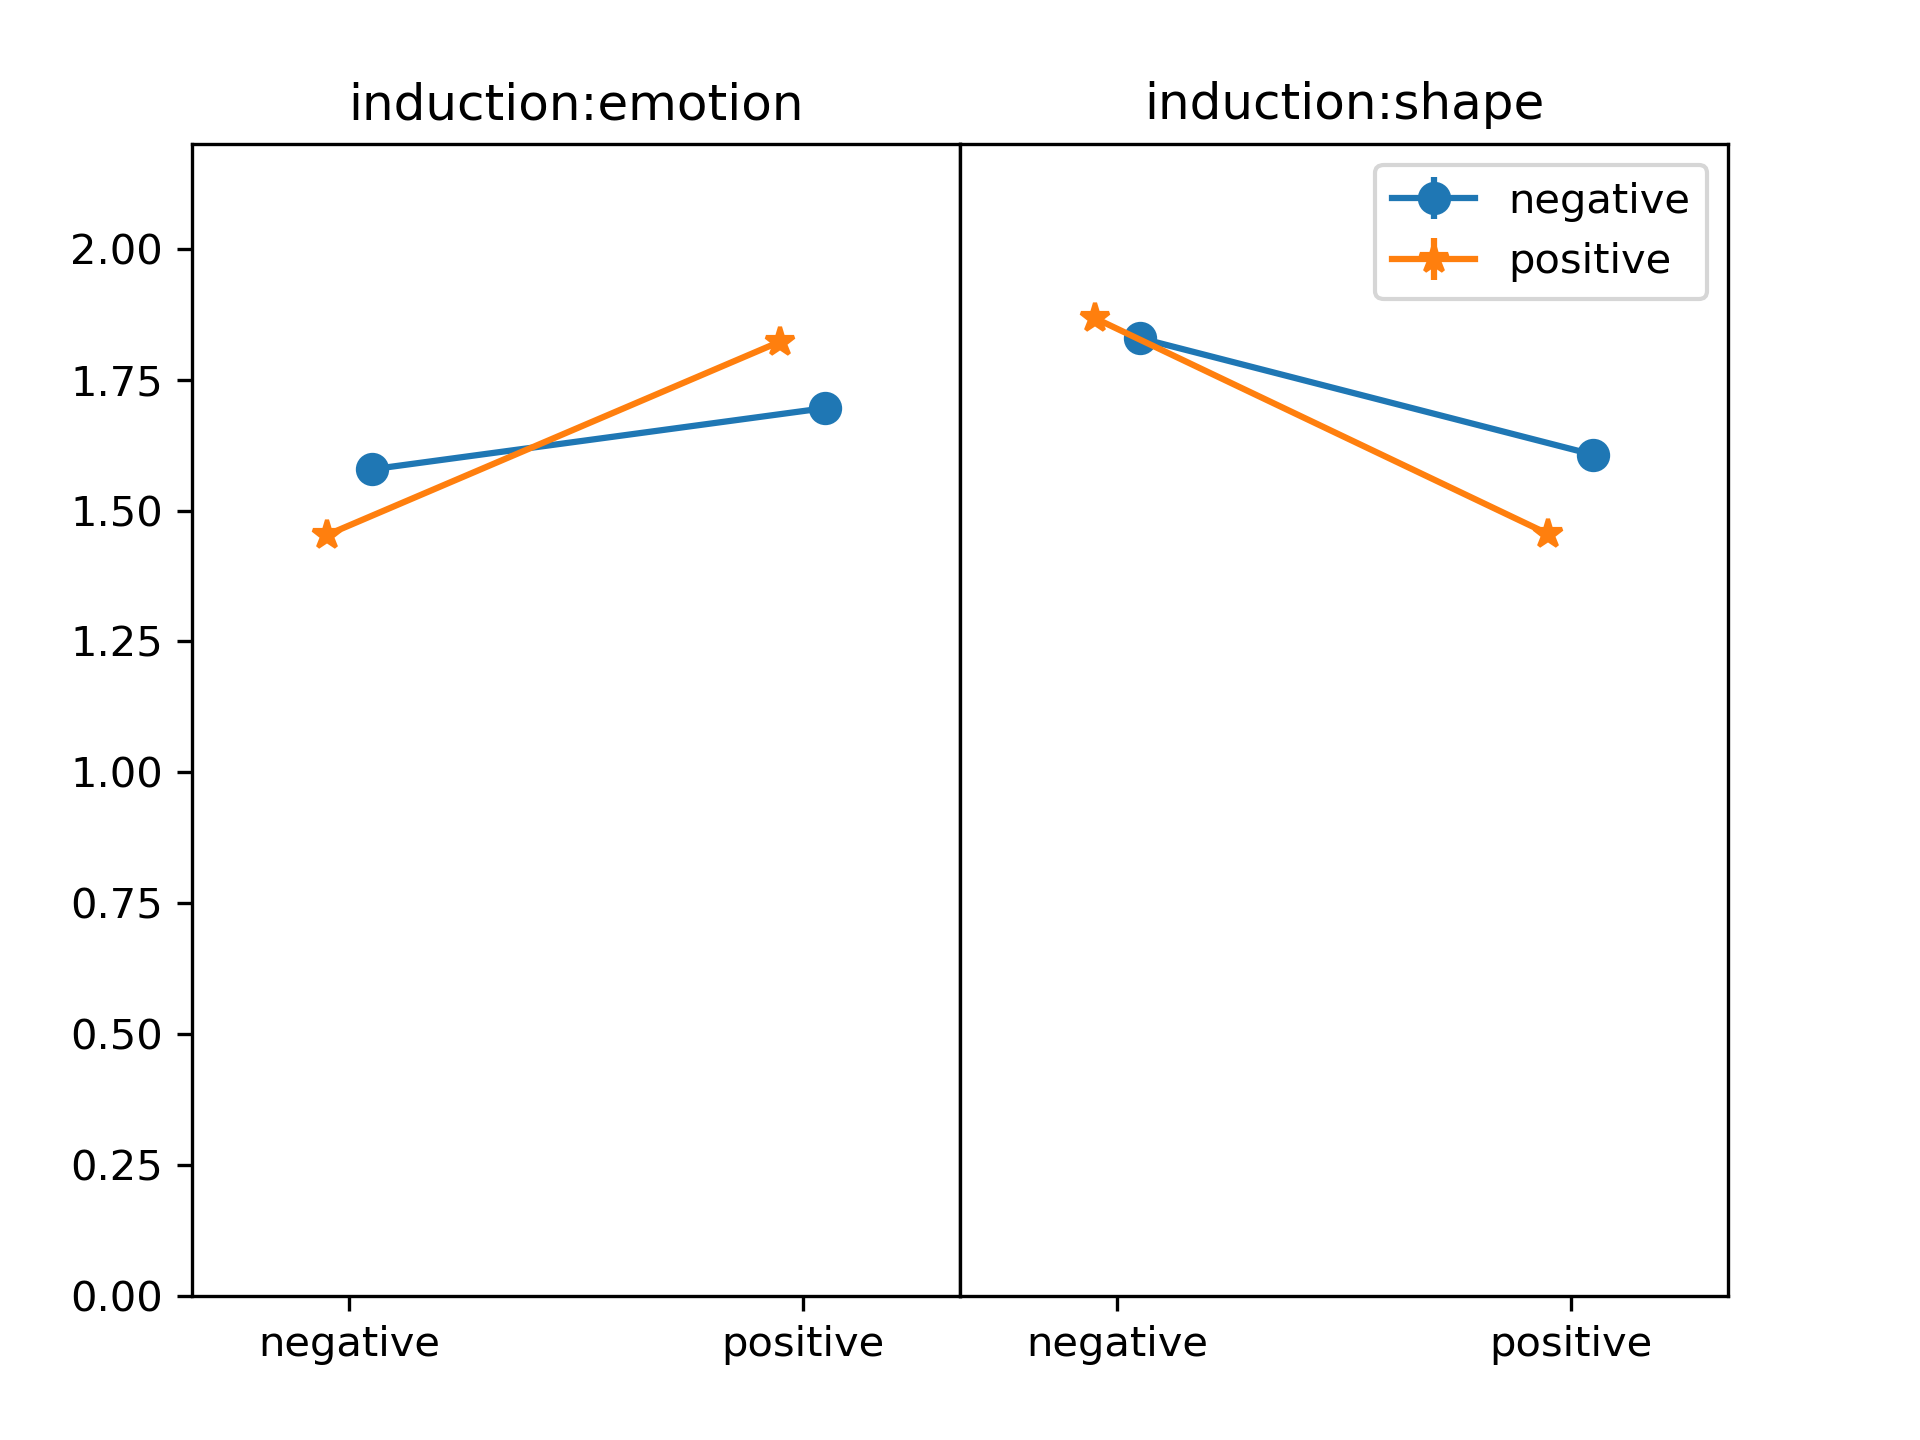 induction:emotion
induction:shape
negative
positive
2.00
1.75
1.50
1.25
1.00
0.75
0.50
0.25
0.00
negative
positive
negative
positive